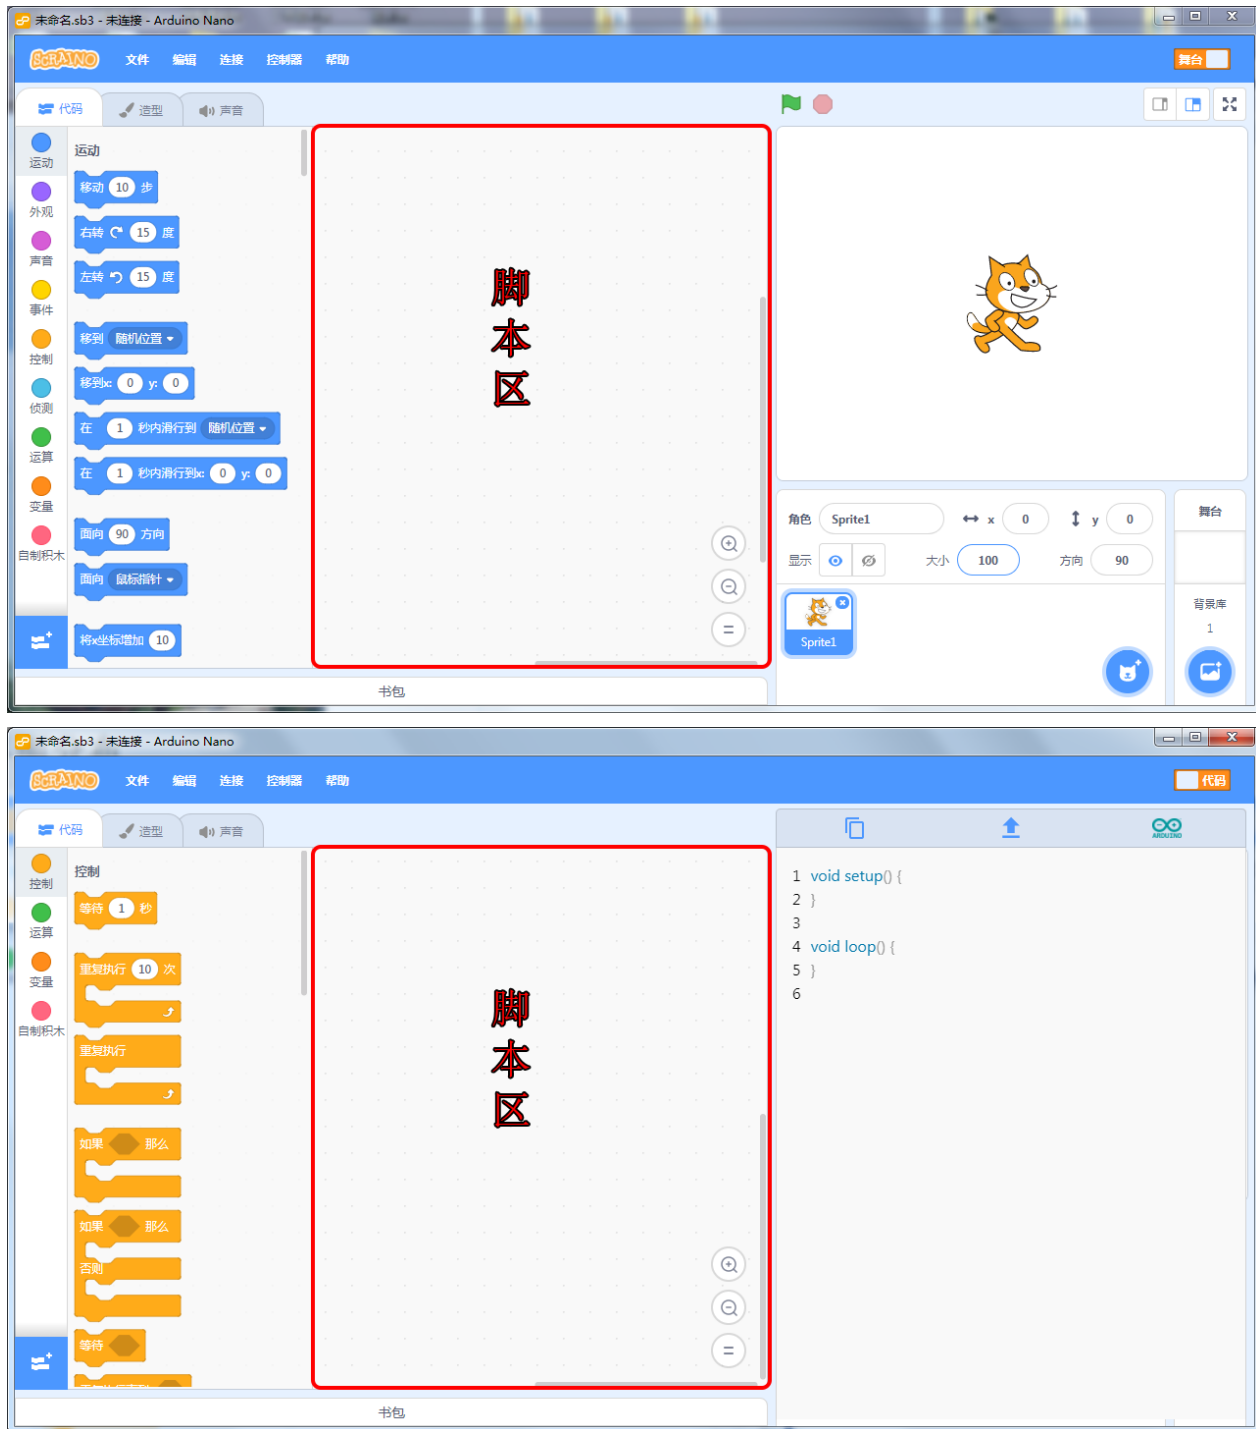 未命名.sb3 - 未连接 - Arduino Nano
SCRAINO 文件 编辑 连接 控制器 帮助 舞台
代码 造型 声音
运动
外观
声音
事件
控制
侦测
运算
变量
自制积木
运动
移动 10 步
右转 15 度
左转 15 度
移到 随机位置
移到x: 0 y: 0
在 1 秒内滑行到 随机位置
在 1 秒内滑行到x: 0 y: 0
面向 90 方向
面向 鼠标指针
将x坐标增加 10
脚
本
区
书包
角色 Sprite1 x 0 y 0
显示 大小 100 方向 90
Sprite1
舞台
背景库
1
未命名.sb3 - 未连接 - Arduino Nano
SCRAINO 文件 编辑 连接 控制器 帮助 代码
代码 造型 声音
控制
运算
变量
自制积木
控制
等待 1 秒
重复执行 10 次
重复执行
如果 那么
如果 那么
否则
等待
脚
本
区
书包
ARDUINO
1 void setup() {
2 }
3
4 void loop() {
5 }
6